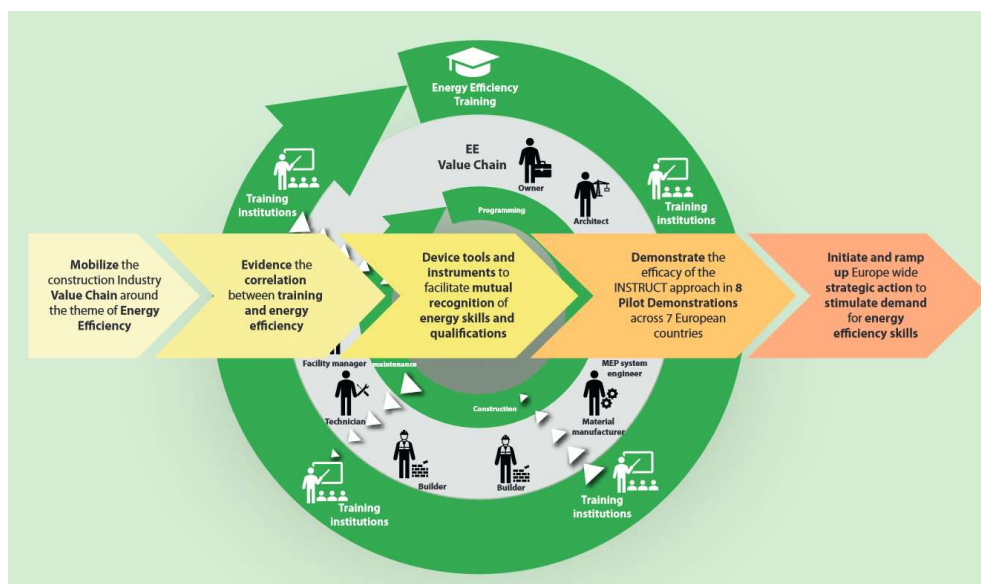 Energy Efficiency
Training
EE
Value Chain
Owner
Architect
Training
institutions
Training
institutions
Programming
Mobilize the
construction Industry
Value Chain around
the theme of Energy
Efficiency
Evidence the
correlation
between training
and energy
efficiency
Device tools and
instruments to
facilitate mutual
recognition of
energy skills and
qualifications
Demonstrate the
efficacy of the
INSTRUCT approach in 8
Pilot Demonstrations
across 7 European
countries
Initiate and ramp
up Europe wide
strategic action to
stimulate demand
for energy
efficiency skills
Facility manager
maintenance
MEP system
engineer
Technician
Construction
Material
manufacturer
Builder
Builder
Training
institutions
Training
institutions